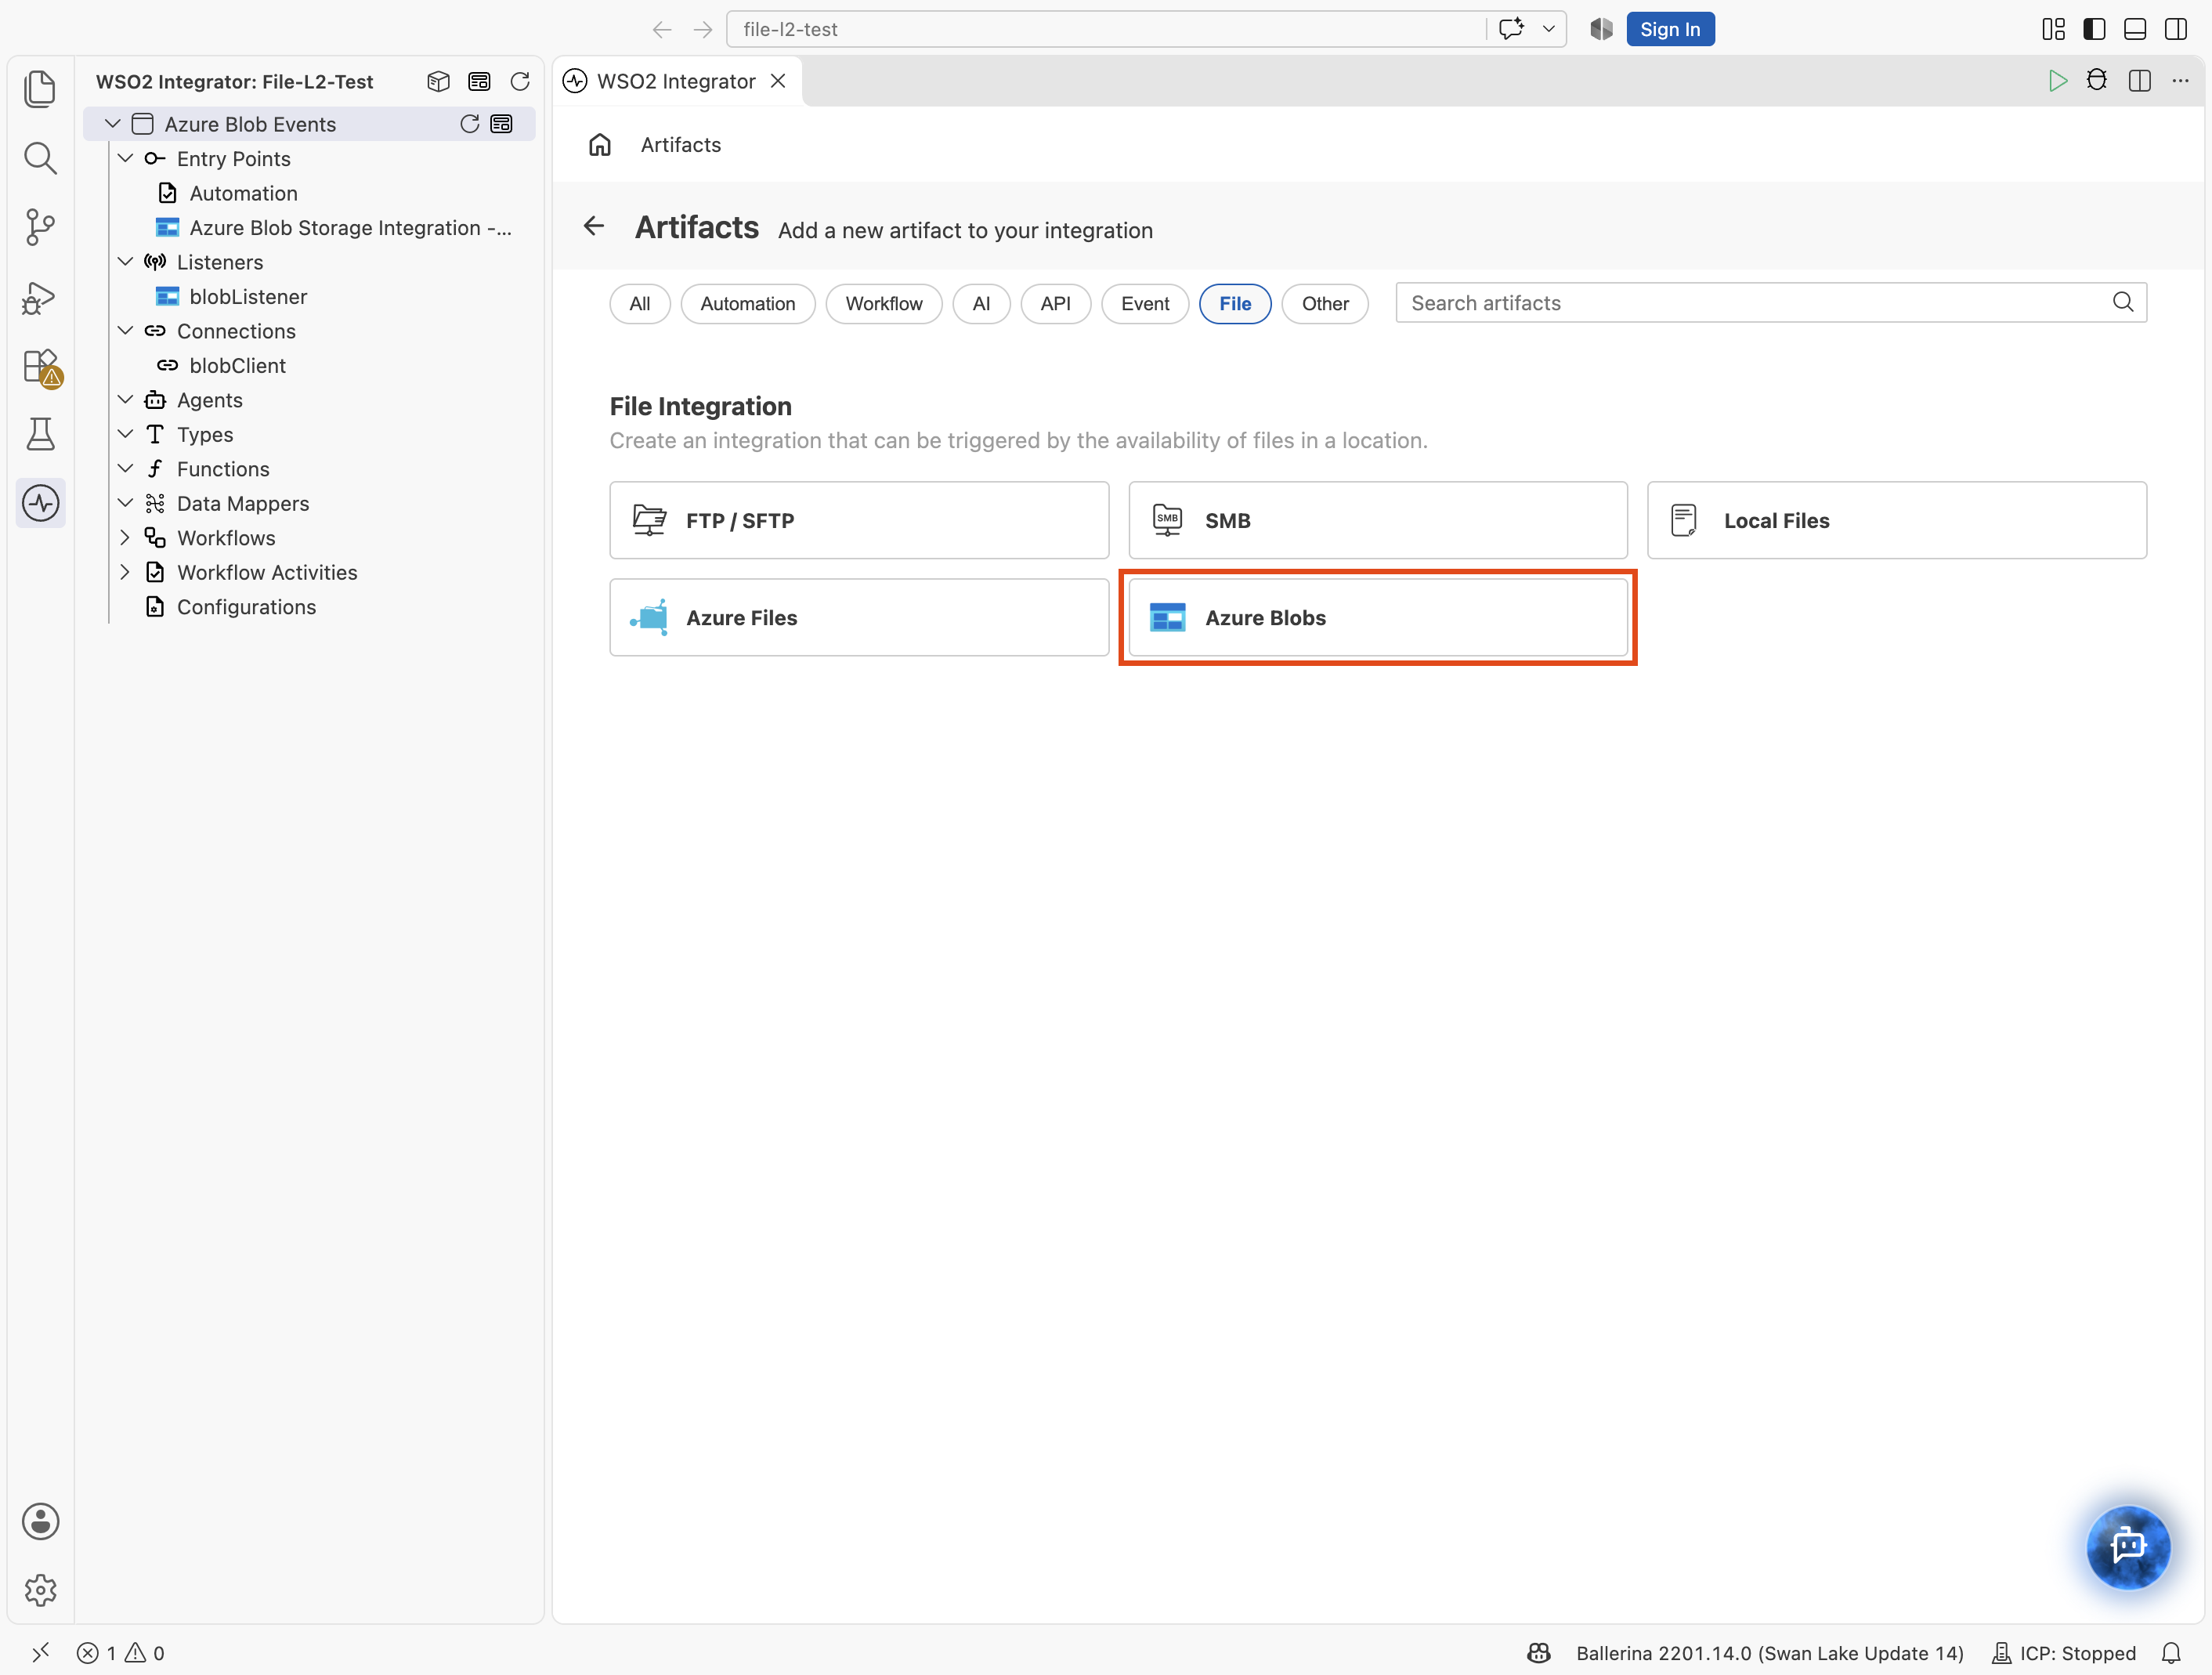 file-l2-test
Sign In
WSO2 Integrator: File-L2-Test
WSO2 Integrator
Azure Blob Events
Entry Points
Automation
Azure Blob Storage Integration -...
Listeners
blobListener
Connections
blobClient
Agents
Types
Functions
Data Mappers
Workflows
Workflow Activities
Configurations
Artifacts
Artifacts Add a new artifact to your integration
All Automation Workflow AI API Event File Other Search artifacts
File Integration
Create an integration that can be triggered by the availability of files in a location.
FTP / SFTP
SMB
SMB
Local Files
Azure Files
Azure Blobs
1 0
Ballerina 2201.14.0 (Swan Lake Update 14) ICP: Stopped